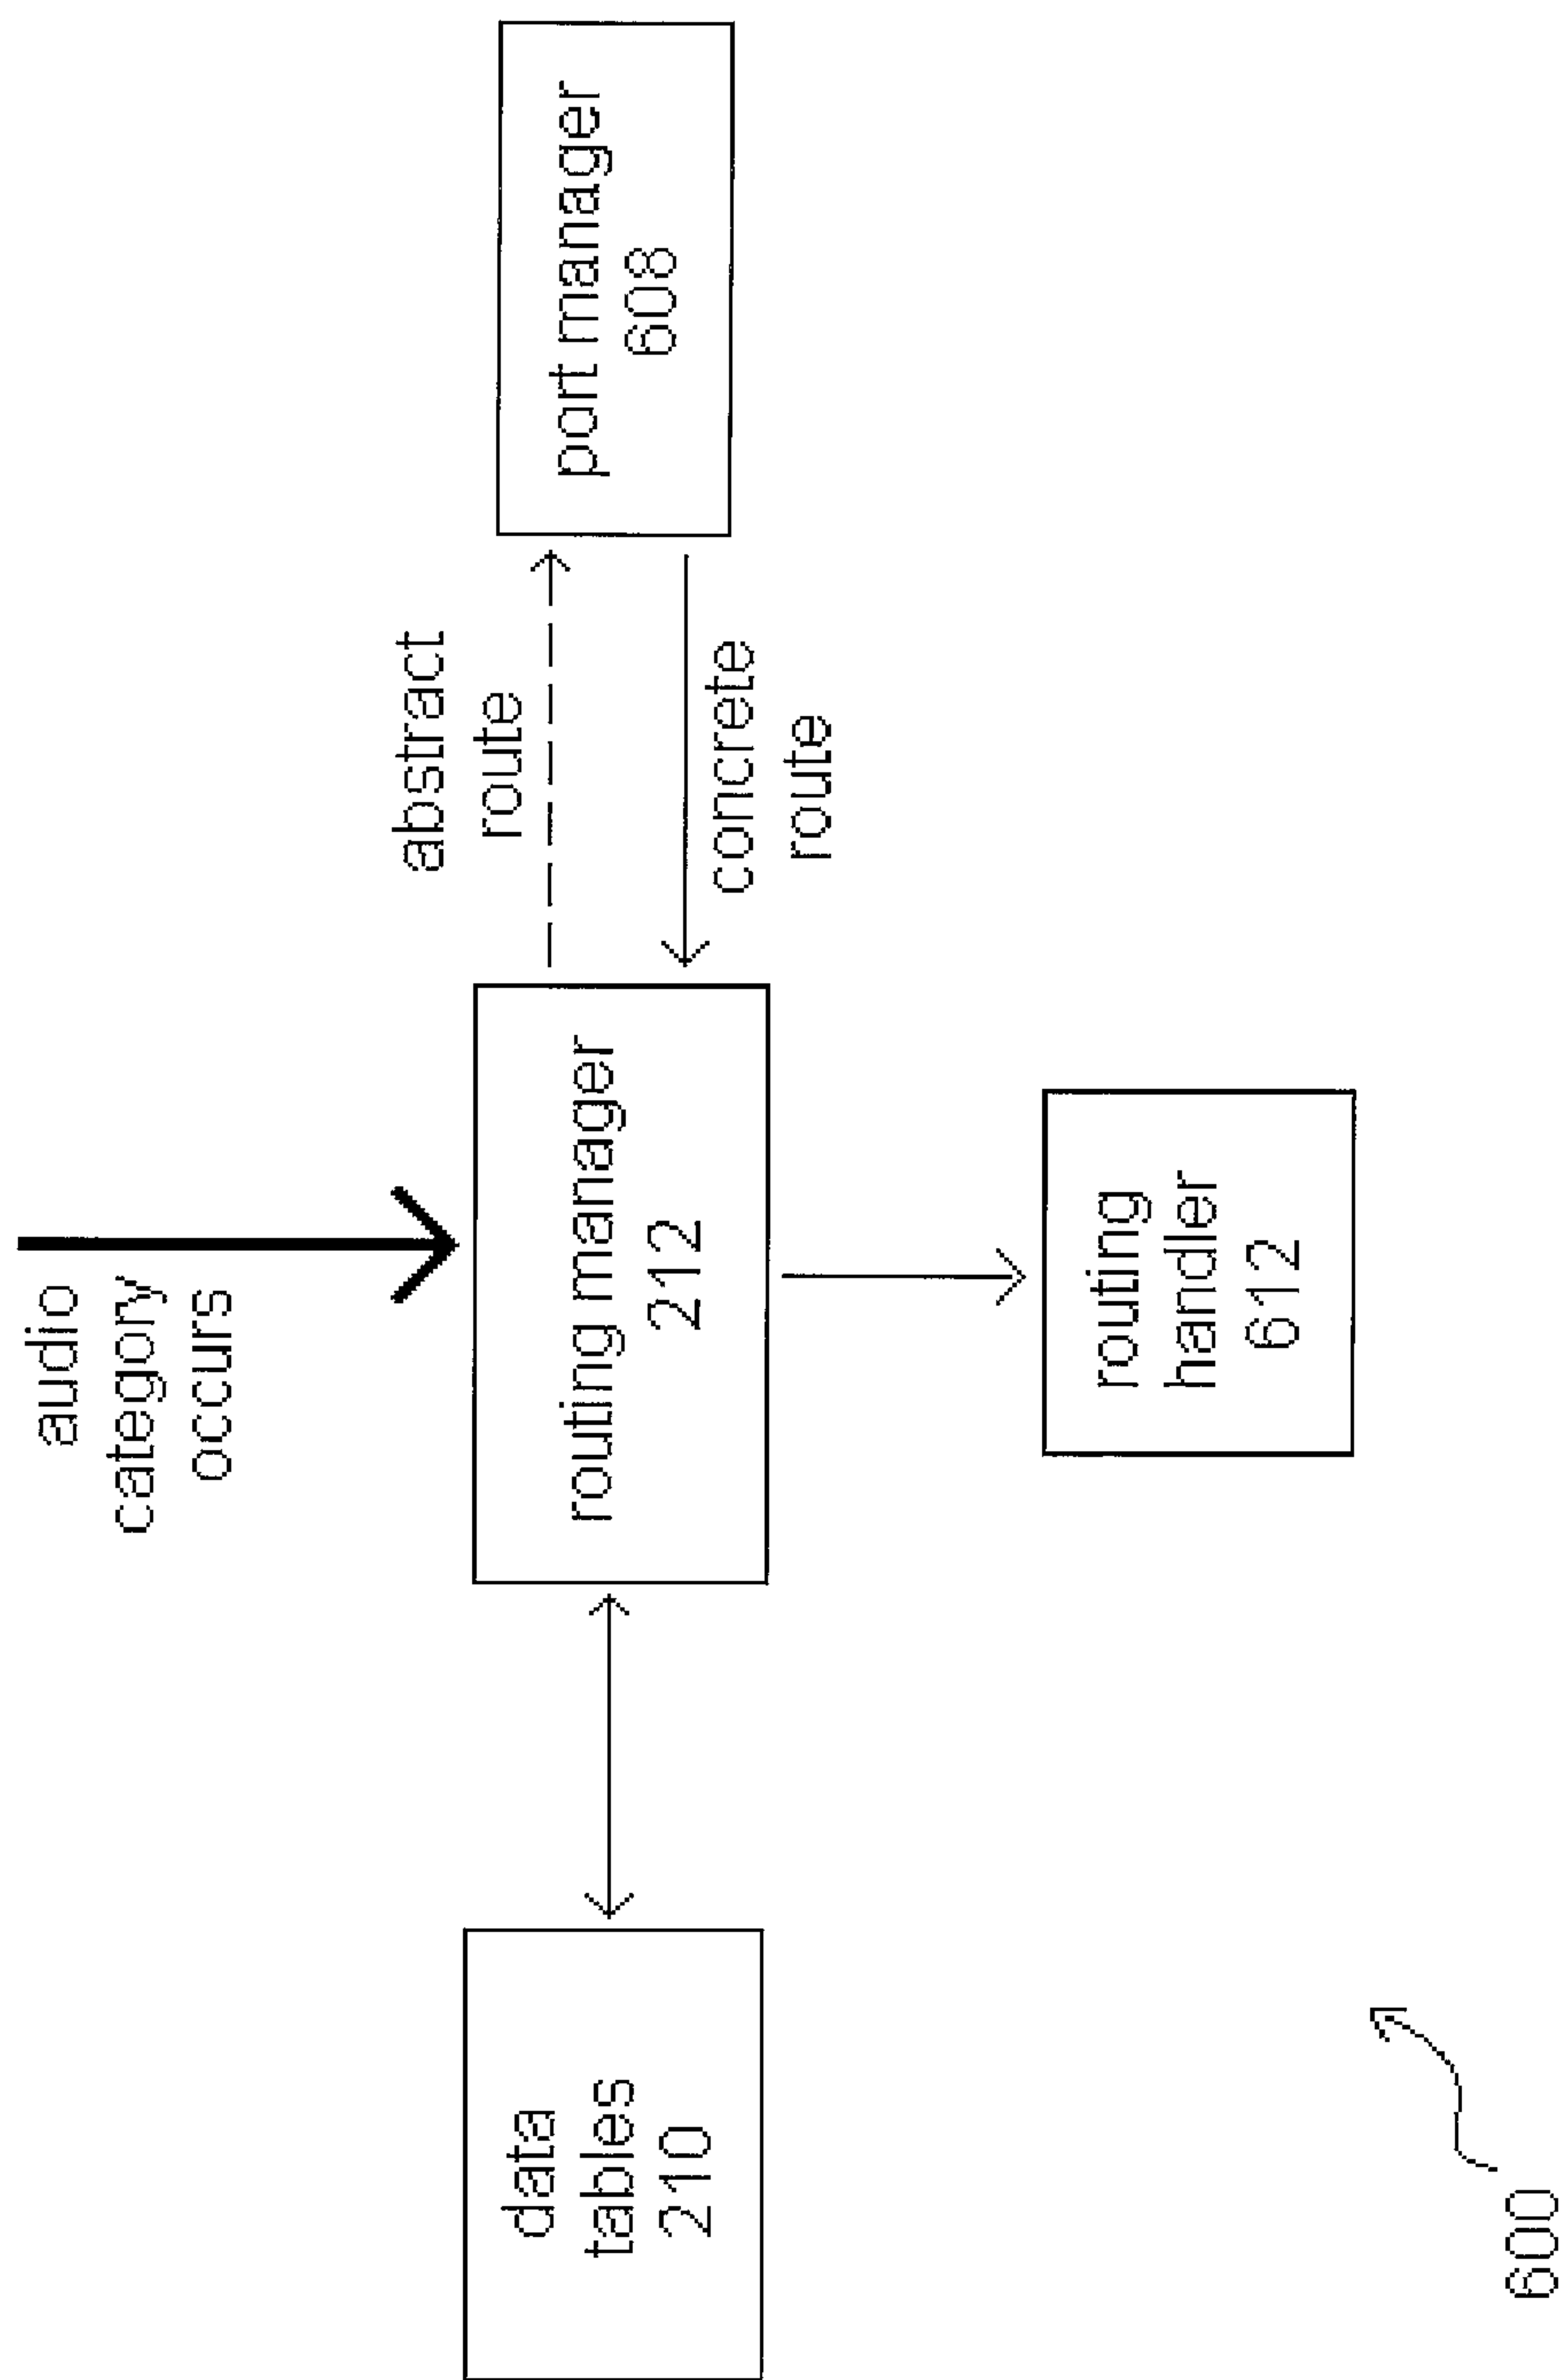 audio
category
occurs
abstract
route
data
tables
210
routing manager
212
port manager
608
concrete
route
routing
handler
612
600